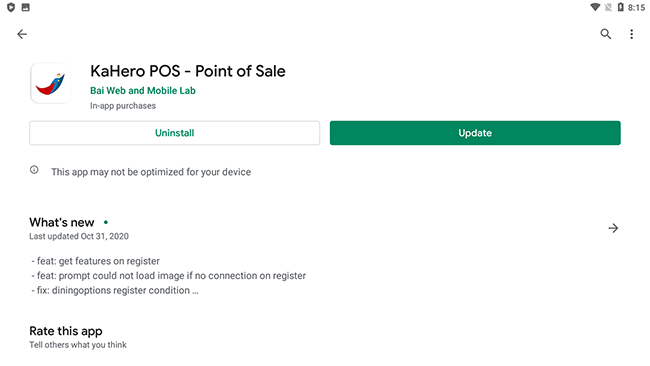 8:15
KaHero POS - Point of Sale
Bai Web and Mobile Lab
In-app purchases
Uninstall
Update
This app may not be optimized for your device
What's new
Last updated Oct 31, 2020
- feat: get features on register
- feat: prompt could not load image if no connection on register
- fix: diningoptions register condition ...
Rate this app
Tell others what you think